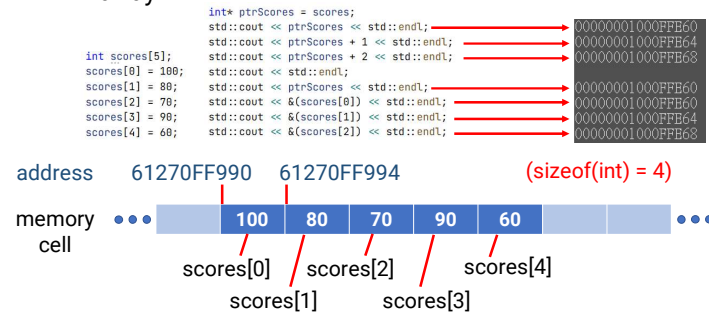 int* ptrScores = scores;
std::cout << ptrScores << std::endl;
std::cout << ptrScores + 1 << std::endl;
std::cout << ptrScores + 2 << std::endl;
std::cout << std::endl;
std::cout << ptrScores << std::endl;
std::cout << &(scores[0]) << std::endl;
std::cout << &(scores[1]) << std::endl;
std::cout << &(scores[2]) << std::endl;
int scores[5];
scores[0] = 100;
scores[1] = 80;
scores[2] = 70;
scores[3] = 90;
scores[4] = 60;
00000001000FFE60
00000001000FFE64
00000001000FFE68
00000001000FFE60
00000001000FFE60
00000001000FFE64
00000001000FFE68
address 61270FF990 61270FF994 (sizeof(int) = 4)
memory cell
100 80 70 90 60
scores[0] scores[2] scores[4]
scores[1] scores[3]